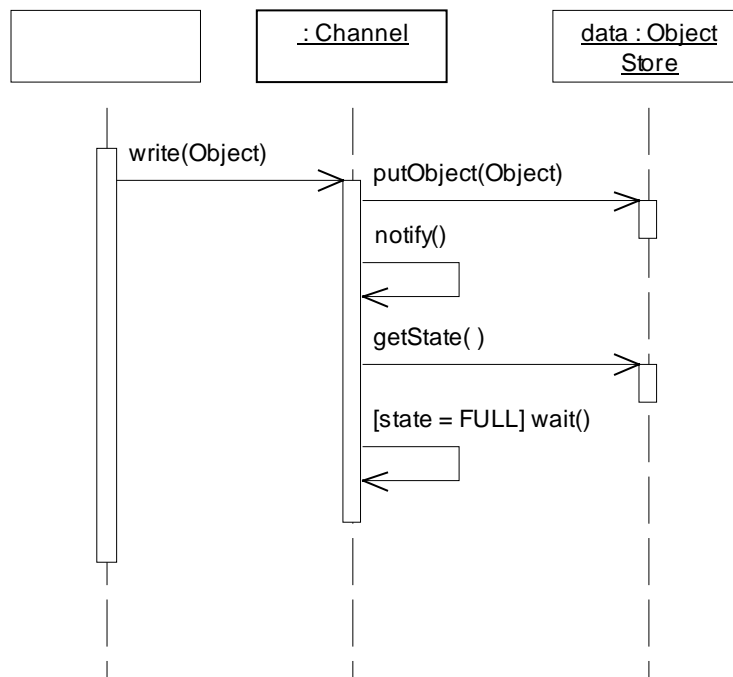 : Channel
data : Object
Store
write(Object)
putObject(Object)
notify()
getState( )
[state = FULL] wait()